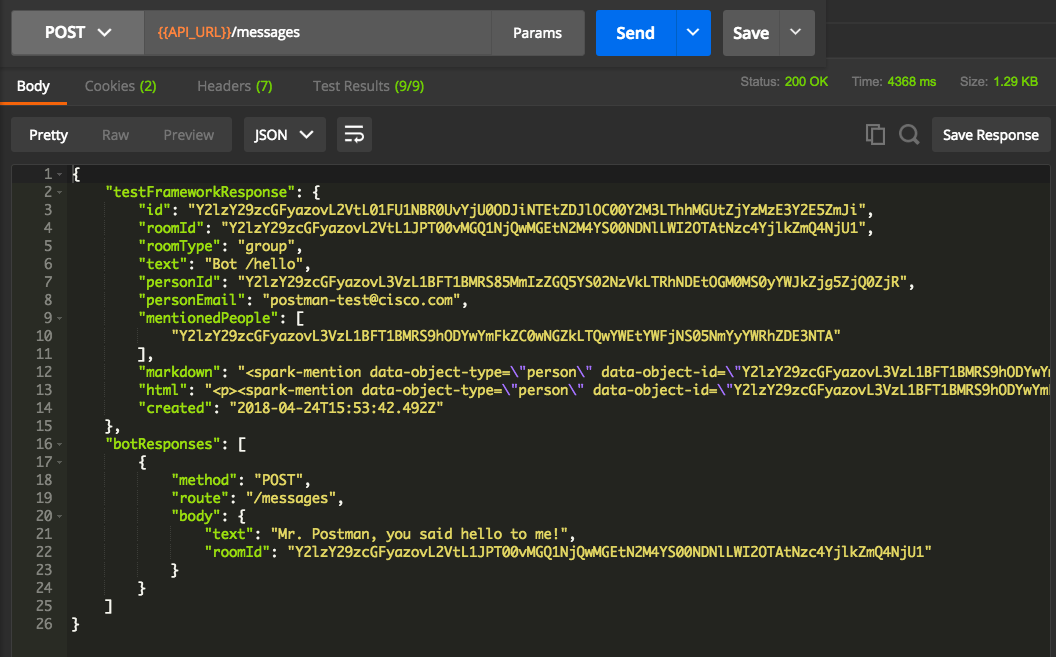 POST {{API_URL}}/messages Params Send Save
Body Cookies (2) Headers (7) Test Results (9/9) Status: 200 OK Time: 4368 ms Size: 1.29 KB
Pretty Raw Preview JSON Save Response
1 {
2 "testFrameworkResponse": {
3 "id": "Y2lzY29zcGFyazovL2VtL01FU1NBR0UvYjU0ODJiNTEtZDJlOC00Y2M3LThhMGUtZjYzMzE3Y2E5ZmJi",
4 "roomId": "Y2lzY29zcGFyazovL2VtL1JPT00vMGQ1NjQwMGEtN2M4YS00NDNlLWI2OTAtNzc4YjlkZmQ4NjU1",
5 "roomType": "group",
6 "text": "Bot /hello",
7 "personId": "Y2lzY29zcGFyazovL3VzL1BFT1BMRS85MmIzZGQ5YS02NzVkLTRhNDEtOGM0MS0yYWJkZjg5ZjQ0ZjR",
8 "personEmail": "postman-test@cisco.com",
9 "mentionedPeople": [
10 "Y2lzY29zcGFyazovL3VzL1BFT1BMRS9hODYwYmFkZC0wNGZkLTQwYWEtYWFjNS05NmYyYWRhZDE3NTA"
11 ],
12 "markdown": "<spark-mention data-object-type=\"person\" data-object-id=\"Y2lzY29zcGFyazovL3VzL1BFT1BMRS9hODYwYm
13 "html": "<p><spark-mention data-object-type=\"person\" data-object-id=\"Y2lzY29zcGFyazovL3VzL1BFT1BMRS9hODYwYm
14 "created": "2018-04-24T15:53:42.492Z"
15 },
16 "botResponses": [
17 {
18 "method": "POST",
19 "route": "/messages",
20 "body": {
21 "text": "Mr. Postman, you said hello to me!",
22 "roomId": "Y2lzY29zcGFyazovL2VtL1JPT00vMGQ1NjQwMGEtN2M4YS00NDNlLWI2OTAtNzc4YjlkZmQ4NjU1"
23 }
24 }
25 ]
26 }